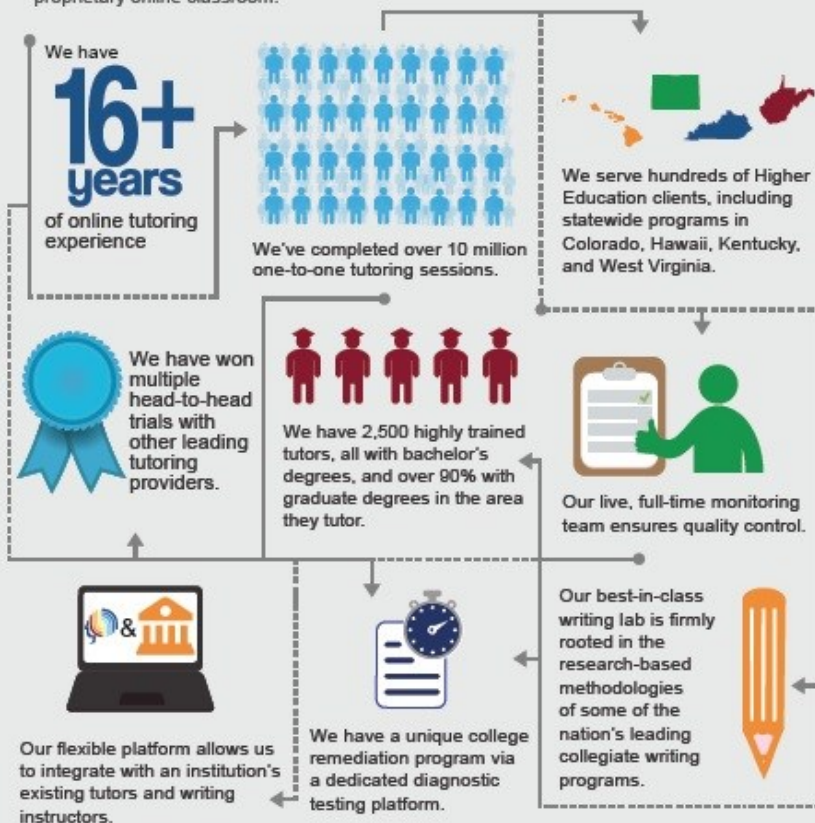 proprietary online classroom.
We have
16+
years
of online tutoring
experience
We've completed over 10 million
one-to-one tutoring sessions.
We serve hundreds of Higher
Education clients, including
statewide programs in
Colorado, Hawaii, Kentucky,
and West Virginia.
We have won
multiple
head-to-head
trials with
other leading
tutoring
providers.
We have 2,500 highly trained
tutors, all with bachelor's
degrees, and over 90% with
graduate degrees in the area
they tutor.
Our live, full-time monitoring
team ensures quality control.
&
Our flexible platform allows us
to integrate with an institution's
existing tutors and writing
instructors.
We have a unique college
remediation program via
a dedicated diagnostic
testing platform.
Our best-in-class
writing lab is firmly
rooted in the
research-based
methodologies
of some of the
nation's leading
collegiate writing
programs.